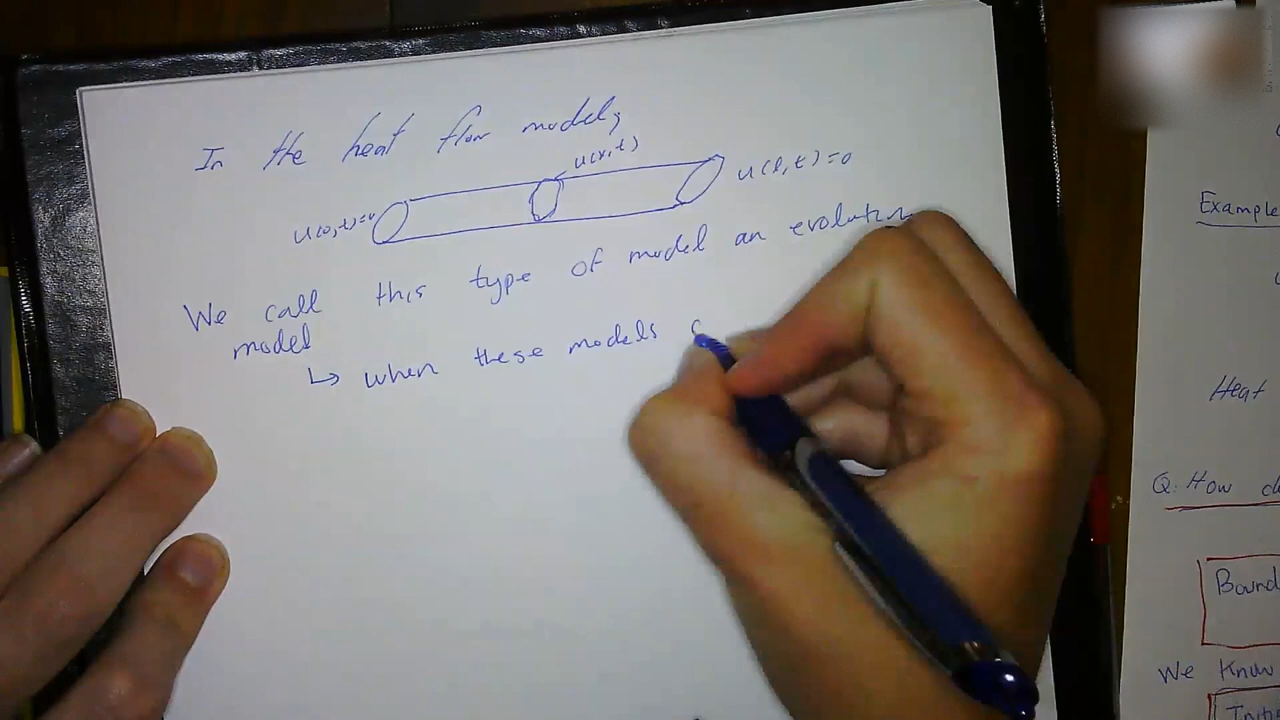 In the heat flow model,
u(x,t)
u(0,t)=0
u(l,t)=0
We call this type of model an evolution
model
↳ when these models
Example
Heat
Q: How
Bound
We Know